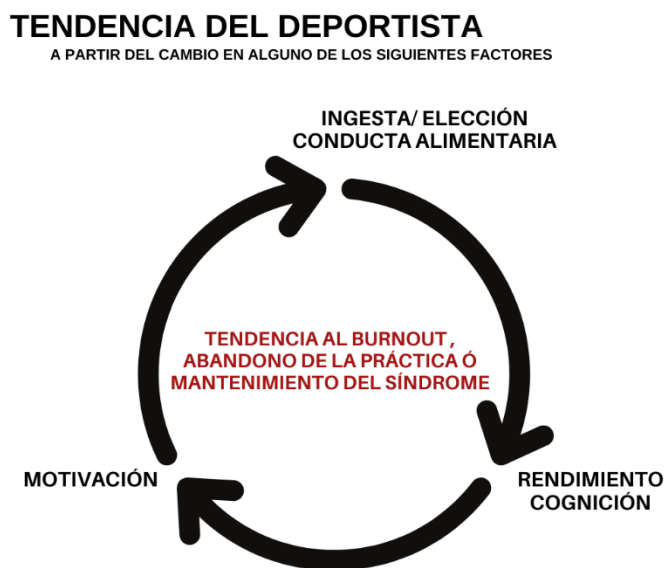 TENDENCIA DEL DEPORTISTA
A PARTIR DEL CAMBIO EN ALGUNO DE LOS SIGUIENTES FACTORES
INGESTA/ ELECCIÓN
CONDUCTA ALIMENTARIA
TENDENCIA AL BURNOUT ,
ABANDONO DE LA PRÁCTICA Ó
MANTENIMIENTO DEL SÍNDROME
MOTIVACIÓN
RENDIMIENTO
COGNICIÓN